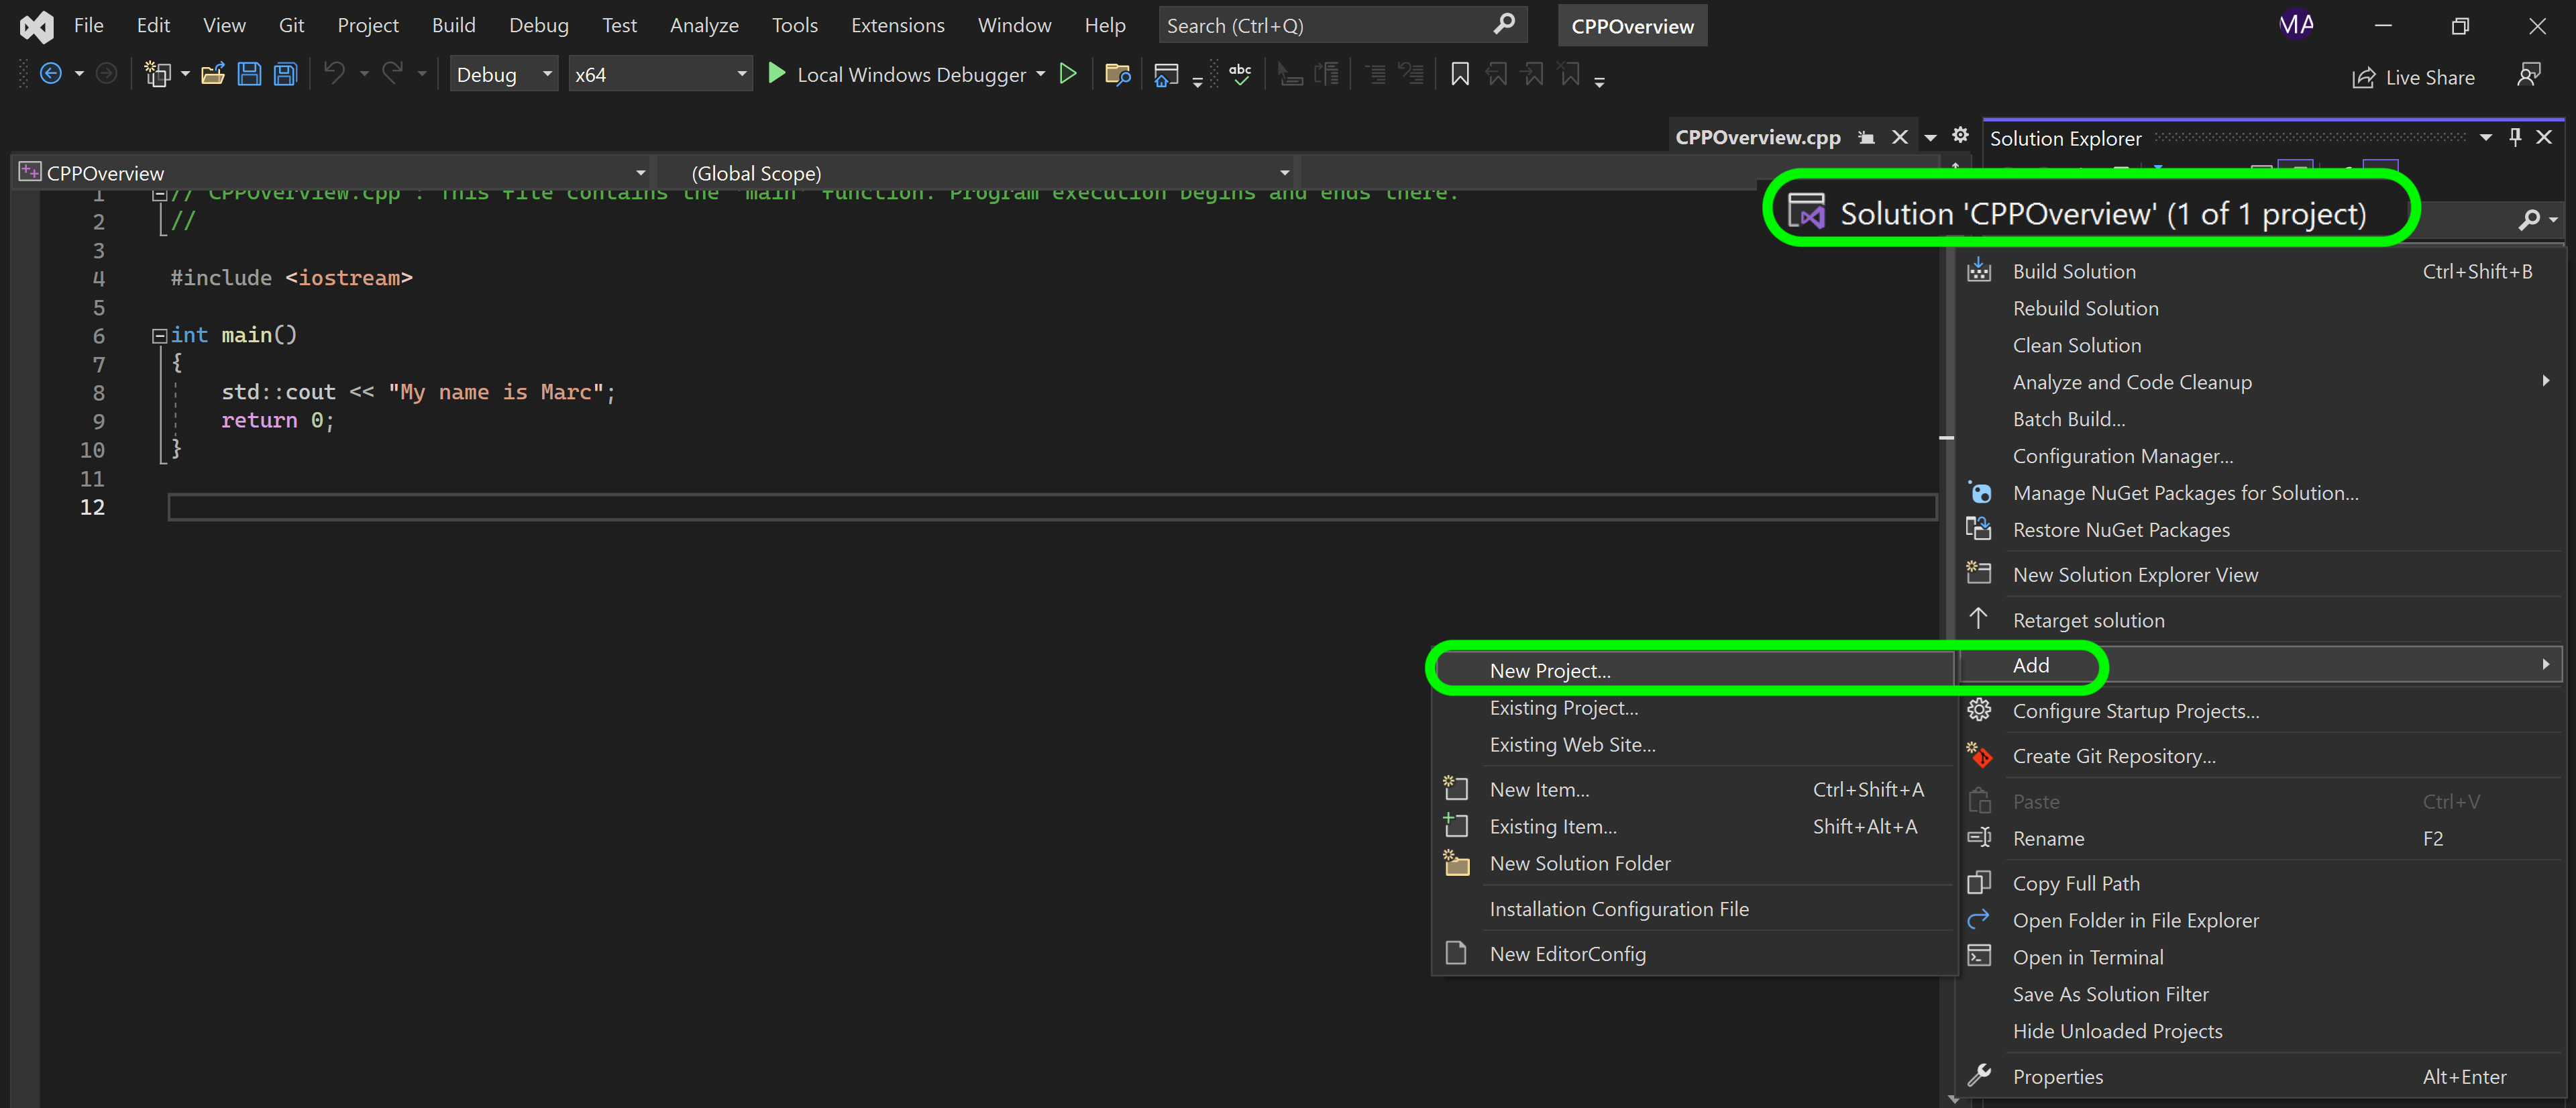 File Edit View Git Project Build Debug Test Analyze Tools Extensions Window Help Search (Ctrl+Q) CPPOverview MA
Debug x64 Local Windows Debugger abc Live Share
CPPOverview.cpp Solution Explorer
CPPOverview (Global Scope)
Solution 'CPPOverview' (1 of 1 project)
1 // CPPOverview.cpp : This file contains the 'main' function. Program execution begins and ends there.
2 //
3
4 #include <iostream>
5
6 int main()
7 {
8 std::cout << "My name is Marc";
9 return 0;
10 }
11
12
Build Solution Ctrl+Shift+B
Rebuild Solution
Clean Solution
Analyze and Code Cleanup
Batch Build...
Configuration Manager...
Manage NuGet Packages for Solution...
Restore NuGet Packages
New Solution Explorer View
Retarget solution
Add
Configure Startup Projects...
Create Git Repository...
Paste Ctrl+V
Rename F2
Copy Full Path
Open Folder in File Explorer
Open in Terminal
Save As Solution Filter
Hide Unloaded Projects
Properties Alt+Enter
New Project...
Existing Project...
Existing Web Site...
New Item... Ctrl+Shift+A
Existing Item... Shift+Alt+A
New Solution Folder
Installation Configuration File
New EditorConfig